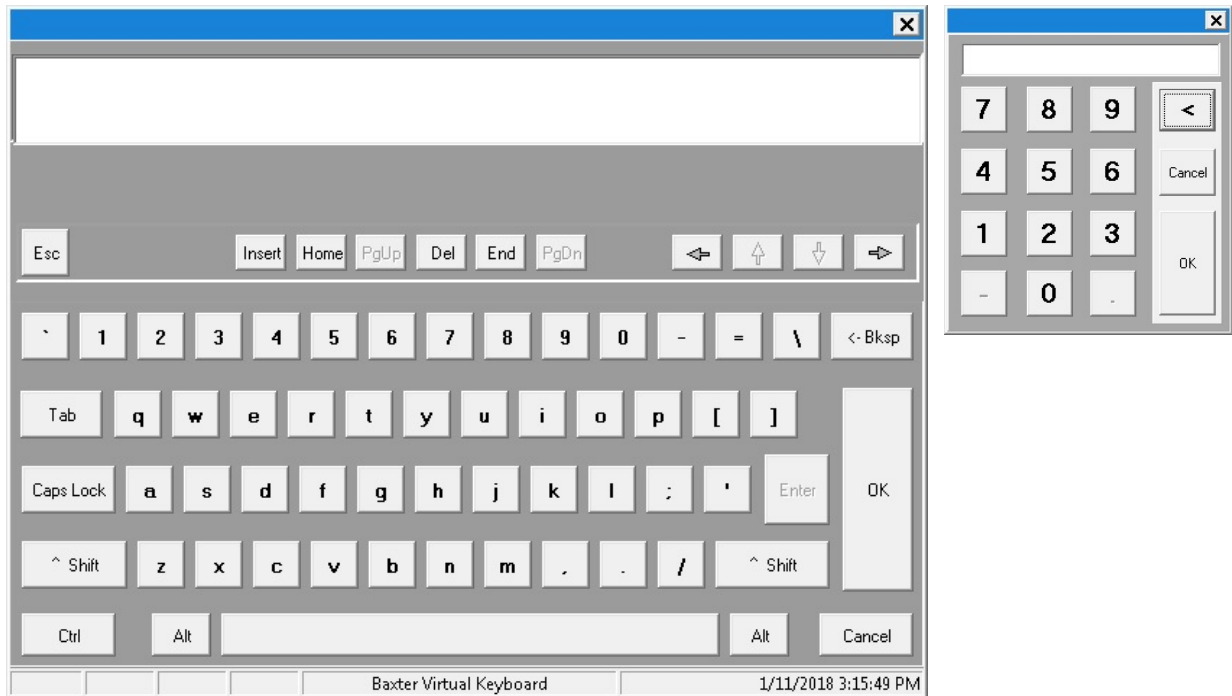 Esc Insert Home PgUp Del End PgDn
` 1 2 3 4 5 6 7 8 9 0 - = \ <- Bksp
Tab q w e r t y u i o p [ ]
Caps Lock a s d f g h j k l ; ' Enter OK
^ Shift z x c v b n m , . / ^ Shift
Ctrl Alt Alt Cancel
Baxter Virtual Keyboard 1/11/2018 3:15:49 PM
7 8 9 <
4 5 6 Cancel
1 2 3 OK
- 0 .